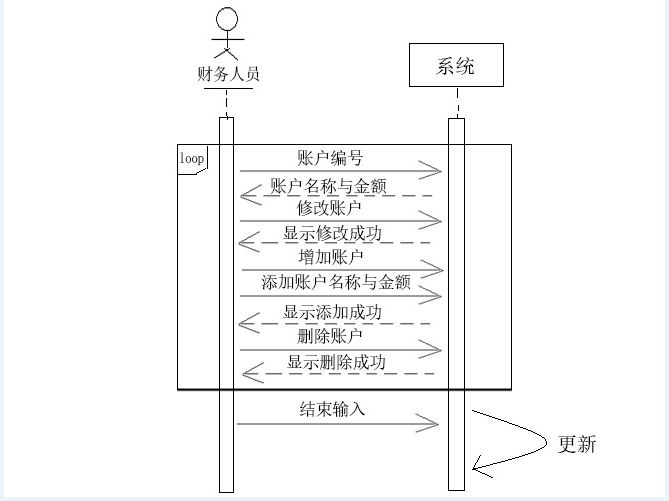 财务人员
系统
loop
账户编号
账户名称与金额
修改账户
显示修改成功
增加账户
添加账户名称与金额
显示添加成功
删除账户
显示删除成功
结束输入
更新